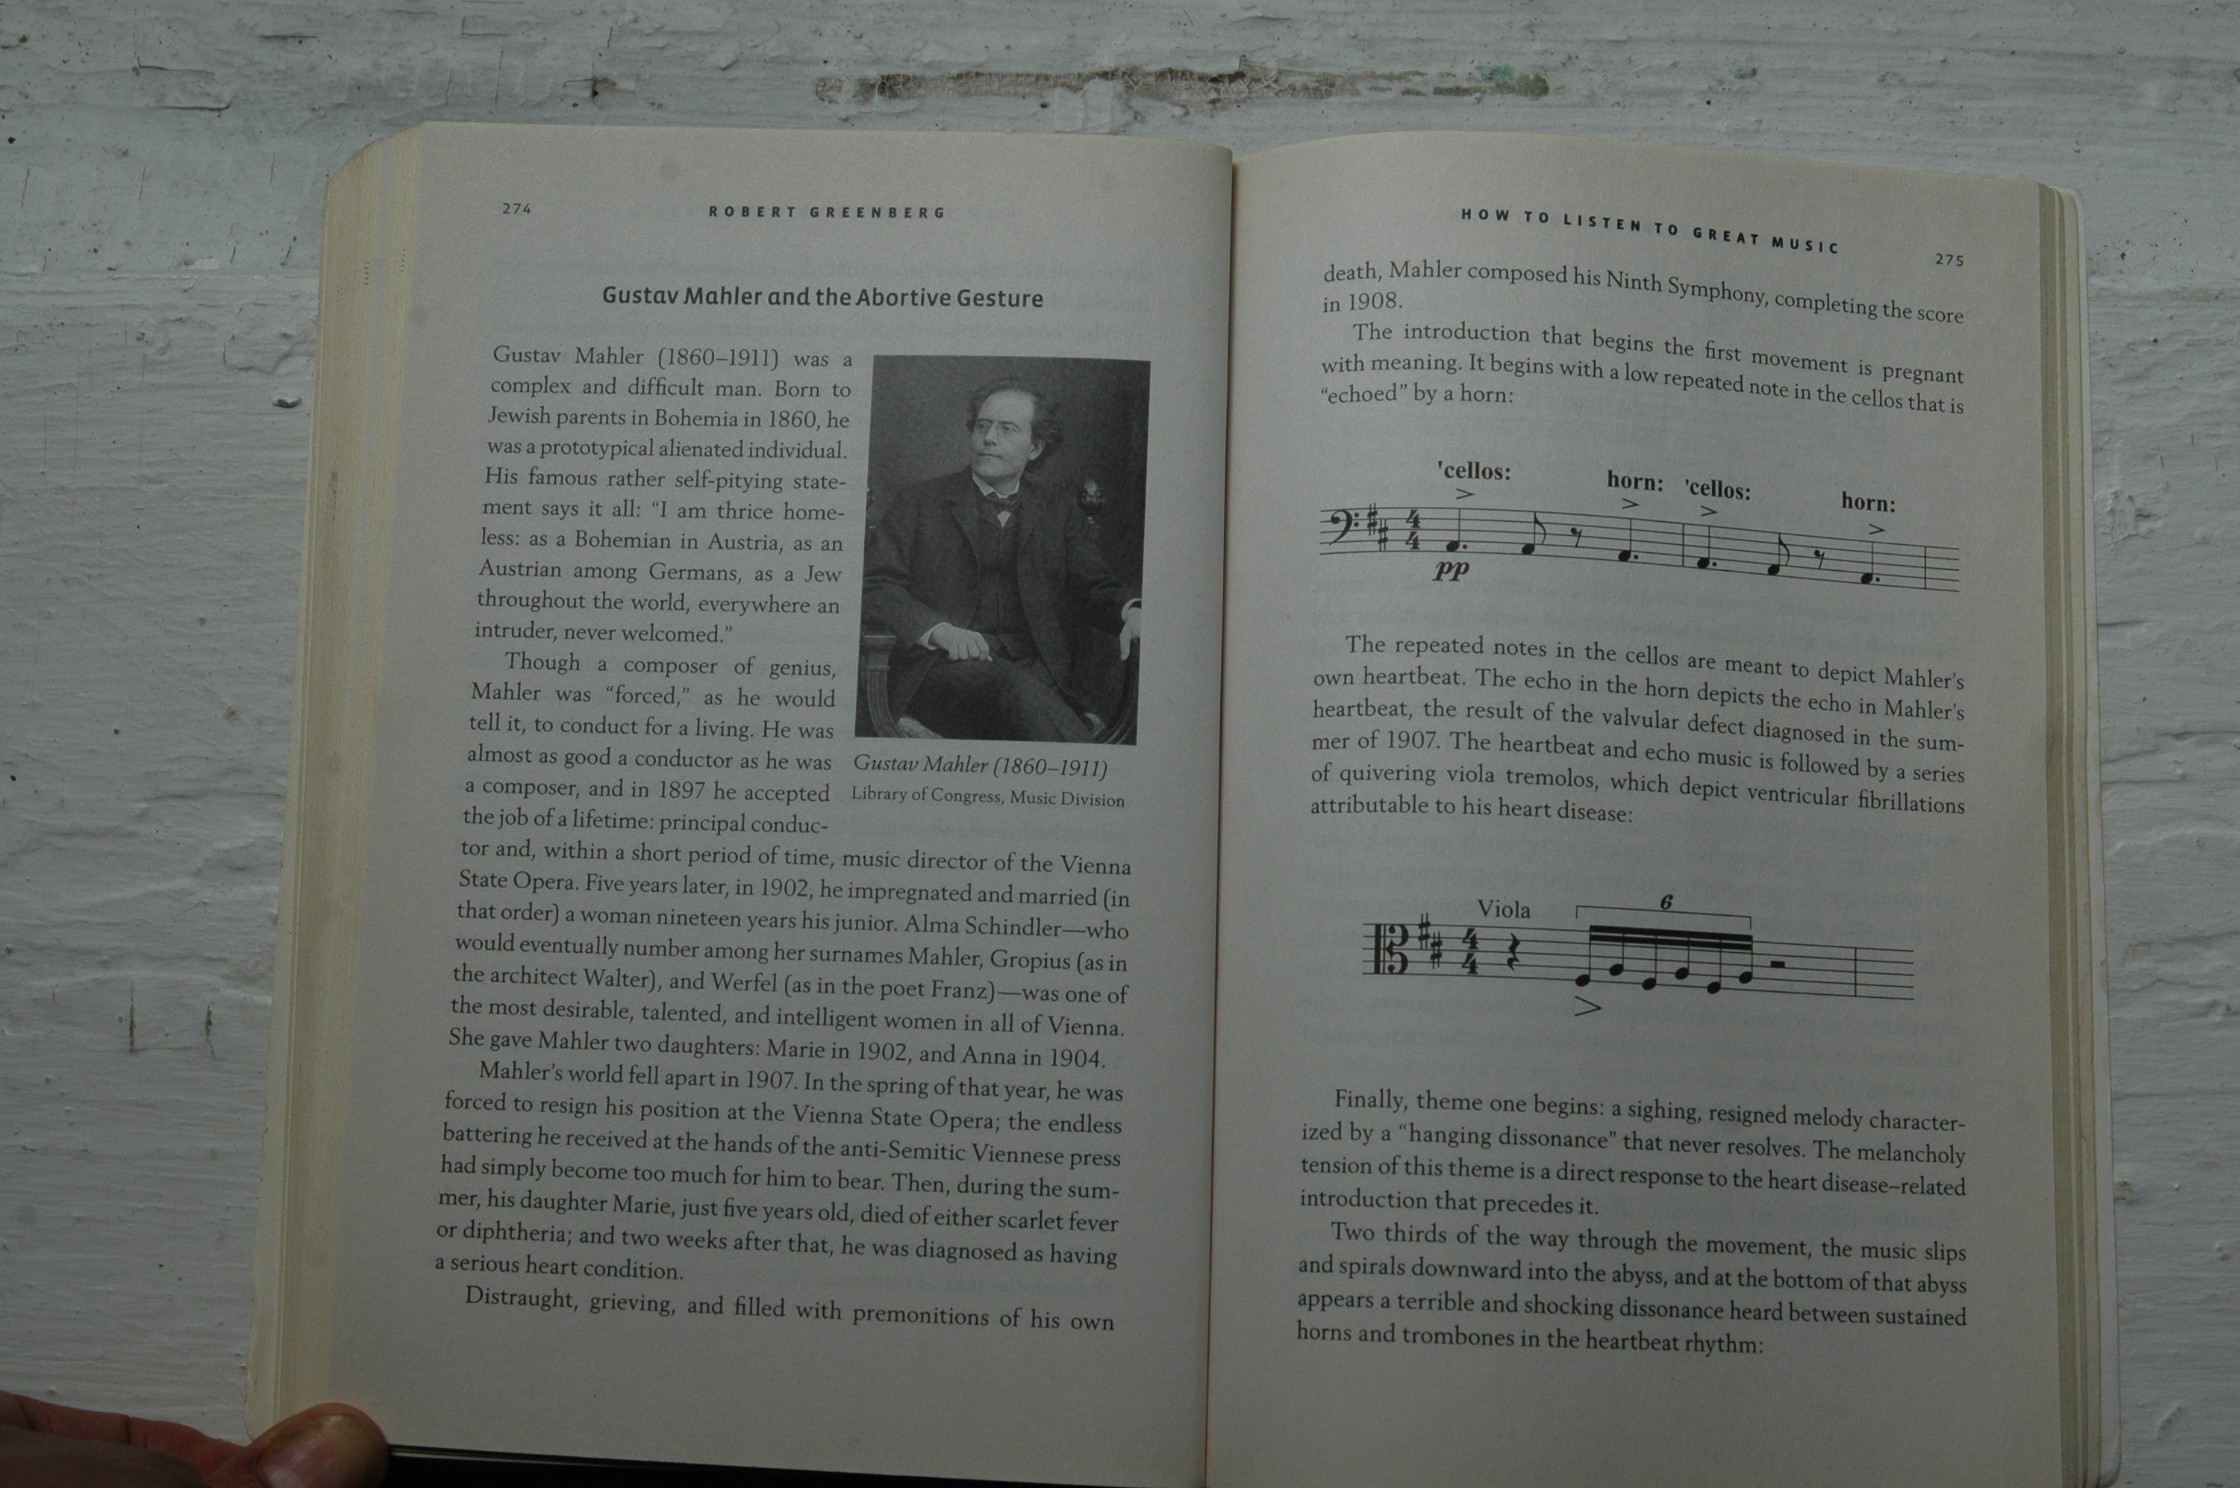 274
ROBERT GREENBERG
Gustav Mahler and the Abortive Gesture
Gustav Mahler (1860–1911) was a
complex and difficult man. Born to
Jewish parents in Bohemia in 1860, he
was a prototypical alienated individual.
His famous rather self-pitying state-
ment says it all: “I am thrice home-
less: as a Bohemian in Austria, as an
Austrian among Germans, as a Jew
throughout the world, everywhere an
intruder, never welcomed.”
Though a composer of genius,
Mahler was “forced,” as he would
tell it, to conduct for a living. He was
almost as good a conductor as he was
a composer, and in 1897 he accepted
the job of a lifetime: principal conduc-
Gustav Mahler (1860–1911)
Library of Congress, Music Division
tor and, within a short period of time, music director of the Vienna
State Opera. Five years later, in 1902, he impregnated and married (in
that order) a woman nineteen years his junior. Alma Schindler—who
would eventually number among her surnames Mahler, Gropius (as in
the architect Walter), and Werfel (as in the poet Franz)—was one of
the most desirable, talented, and intelligent women in all of Vienna.
She gave Mahler two daughters: Marie in 1902, and Anna in 1904.
Mahler’s world fell apart in 1907. In the spring of that year, he was
forced to resign his position at the Vienna State Opera; the endless
battering he received at the hands of the anti-Semitic Viennese press
had simply become too much for him to bear. Then, during the sum-
mer, his daughter Marie, just five years old, died of either scarlet fever
or diphtheria; and two weeks after that, he was diagnosed as having
a serious heart condition.
Distraught, grieving, and filled with premonitions of his own
HOW TO LISTEN TO GREAT MUSIC
275
death, Mahler composed his Ninth Symphony, completing the score
in 1908.
The introduction that begins the first movement is pregnant
with meaning. It begins with a low repeated note in the cellos that is
“echoed” by a horn:
'cellos: horn: 'cellos: horn:
4
4
pp
The repeated notes in the cellos are meant to depict Mahler’s
own heartbeat. The echo in the horn depicts the echo in Mahler’s
heartbeat, the result of the valvular defect diagnosed in the sum-
mer of 1907. The heartbeat and echo music is followed by a series
of quivering viola tremolos, which depict ventricular fibrillations
attributable to his heart disease:
Viola 6
4
4
Finally, theme one begins: a sighing, resigned melody character-
ized by a “hanging dissonance” that never resolves. The melancholy
tension of this theme is a direct response to the heart disease–related
introduction that precedes it.
Two thirds of the way through the movement, the music slips
and spirals downward into the abyss, and at the bottom of that abyss
appears a terrible and shocking dissonance heard between sustained
horns and trombones in the heartbeat rhythm: